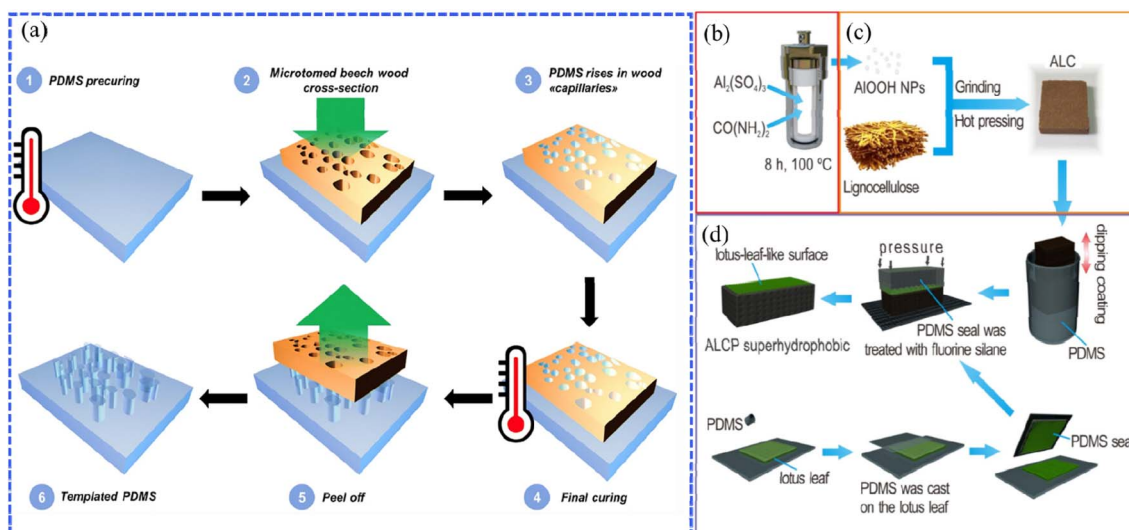 (a)
1 PDMS precuring
2 Microtomed beech wood
cross-section
3 PDMS rises in wood
«capillaries»
6 Templated PDMS
5 Peel off
4 Final curing
(b)
Al₂(SO₄)₃
CO(NH₂)₂
8 h, 100 ºC
(c)
AlOOH NPs
Lignocellulose
Grinding
Hot pressing
ALC
(d)
lotus-leaf-like surface
ALCP superhydrophobic
pressure
PDMS seal was
treated with fluorine silane
dipping coating
PDMS
PDMS
lotus leaf
PDMS was cast
on the lotus leaf
PDMS seal